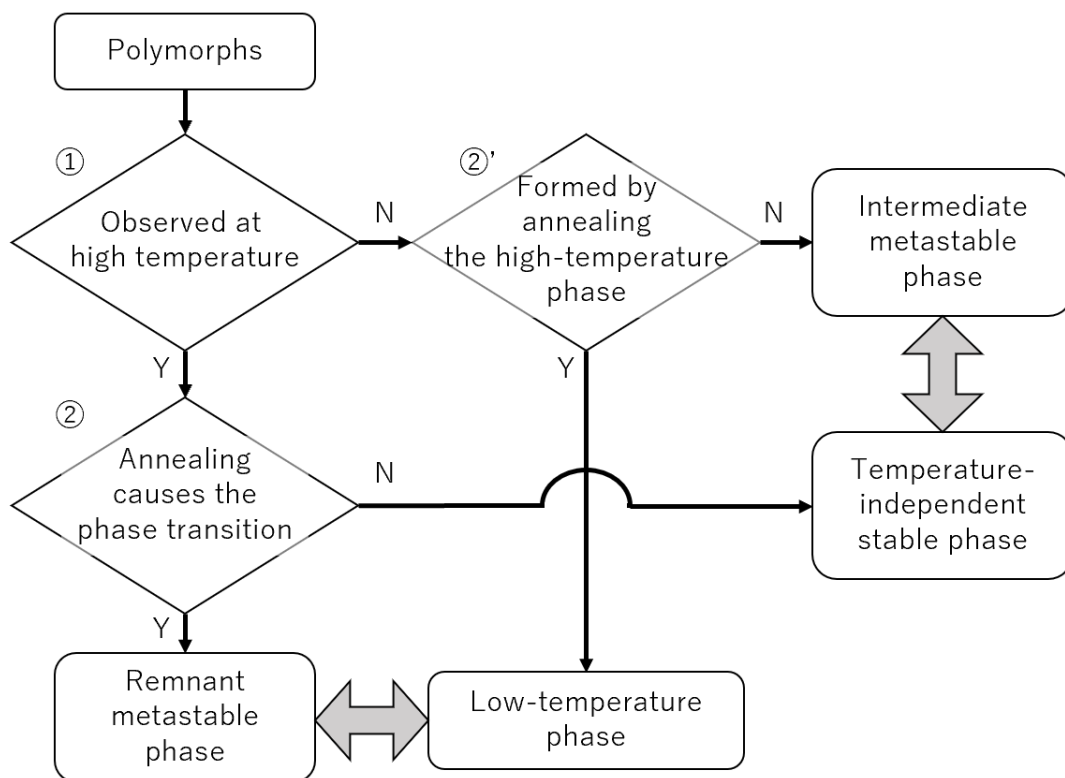 Polymorphs
①
Observed at
high temperature
N
②'
Formed by
annealing
the high-temperature
phase
N
Intermediate
metastable
phase
Y
Y
②
Annealing
causes the
phase transition
N
Temperature-
independent
stable phase
Y
Remnant
metastable
phase
Low-temperature
phase